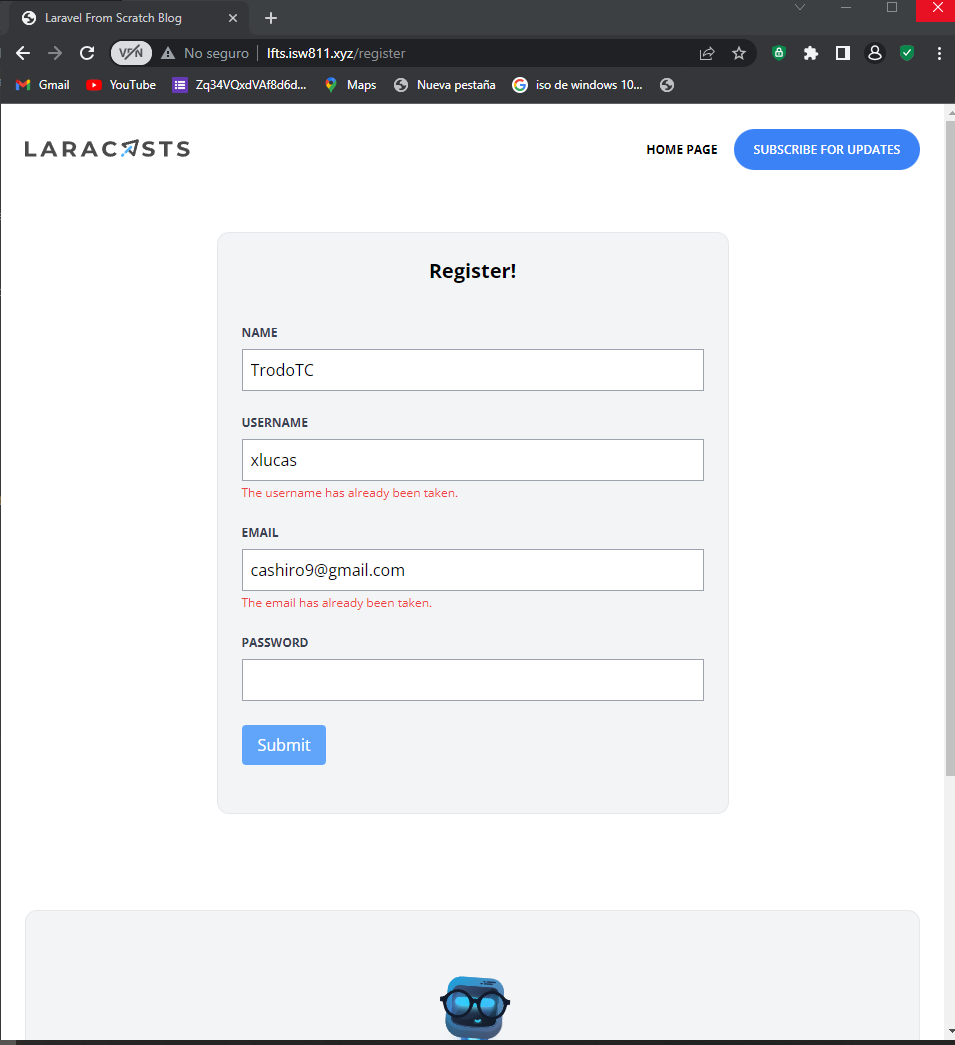 Laravel From Scratch Blog
VPN No seguro lfts.isw811.xyz/register
Gmail YouTube Zq34VQxdVAf8d6d... Maps Nueva pestaña iso de windows 10...
LARACASTS HOME PAGE SUBSCRIBE FOR UPDATES
Register!
NAME
TrodoTC
USERNAME
xlucas
The username has already been taken.
EMAIL
cashiro9@gmail.com
The email has already been taken.
PASSWORD
Submit